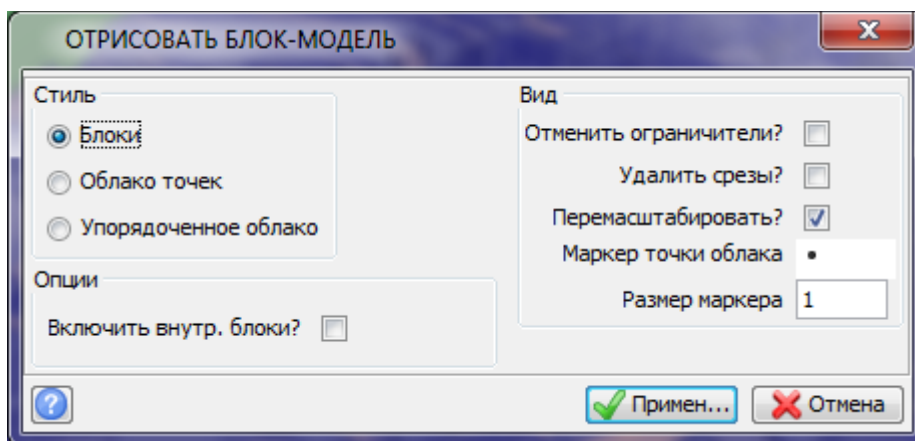 ОТРИСОВАТЬ БЛОК-МОДЕЛЬ
Стиль
Блоки
Облако точек
Упорядоченное облако
Опции
Включить внутр. блоки?
Вид
Отменить ограничители?
Удалить срезы?
Перемасштабировать?
Маркер точки облака
Размер маркера 1
Примен... Отмена